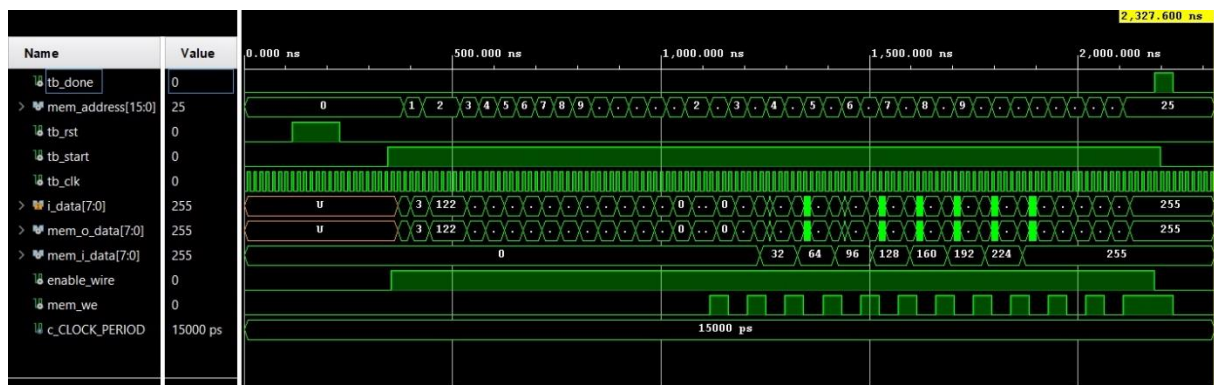 2,327.600 ns
Name Value 0.000 ns 500.000 ns 1,000.000 ns 1,500.000 ns 2,000.000 ns
tb_done 0
mem_address[15:0] 25 0 1 2 3 4 5 6 7 8 9 . . . . . 2 . 3 . 4 . 5 . 6 . 7 . 8 . 9 . . . . . . . . 25
tb_rst 0
tb_start 0
tb_clk 0
i_data[7:0] 255 U 3 122 . . . . . . . . . . . 0 .. 0 . . . . . . . . . . . . . 255
mem_o_data[7:0] 255 U 3 122 . . . . . . . . . . . 0 .. 0 . . . . . . . . . . . . . 255
mem_i_data[7:0] 255 0 32 64 96 128 160 192 224 255
enable_wire 0
mem_we 0
c_CLOCK_PERIOD 15000 ps 15000 ps